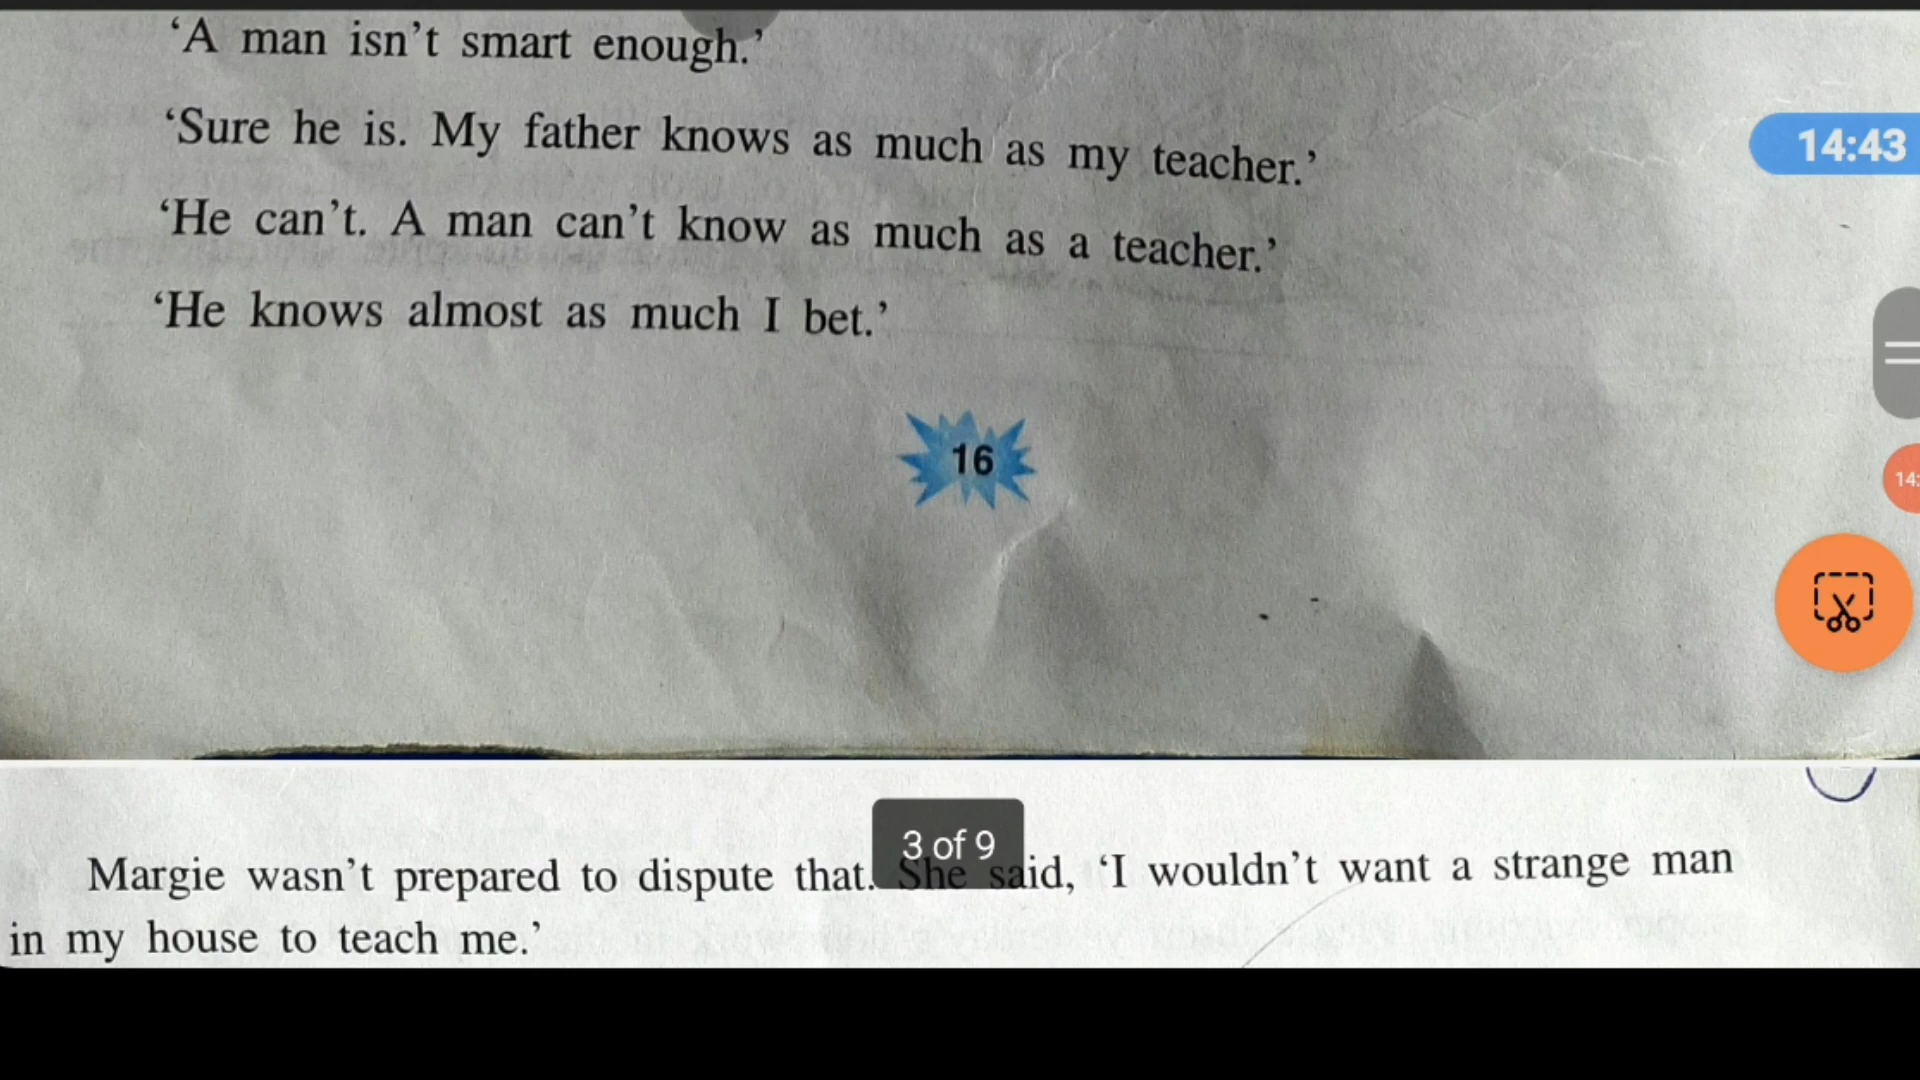 ‘A man isn’t smart enough.’
‘Sure he is. My father knows as much as my teacher.’
14:43
‘He can’t. A man can’t know as much as a teacher.’
‘He knows almost as much I bet.’
16
14:
3 of 9
Margie wasn’t prepared to dispute that. She said, ‘I wouldn’t want a strange man
in my house to teach me.’